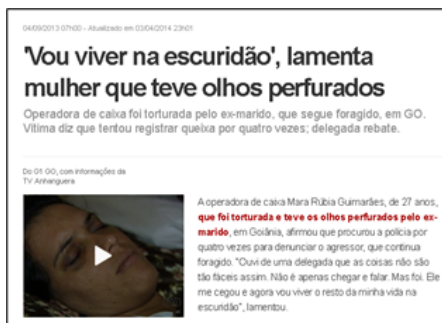 04/09/2013 07h00 - Atualizado em 03/04/2014 23h01
'Vou viver na escuridão', lamenta
mulher que teve olhos perfurados
Operadora de caixa foi torturada pelo ex-marido, que segue foragido, em GO.
Vítima diz que tentou registrar queixa por quatro vezes; delegada rebate.
Do G1 GO, com informações da
TV Anhanguera
A operadora de caixa Mara Rúbia Guimarães, de 27 anos,
que foi torturada e teve os olhos perfurados pelo ex-
marido, em Goiânia, afirmou que procurou a polícia por
quatro vezes para denunciar o agressor, que continua
foragido. "Ouvi de uma delegada que as coisas não são
tão fáceis assim. Não é apenas chegar e falar. Mas foi. Ele
me cegou e agora vou viver o resto da minha vida na
escuridão", lamentou.